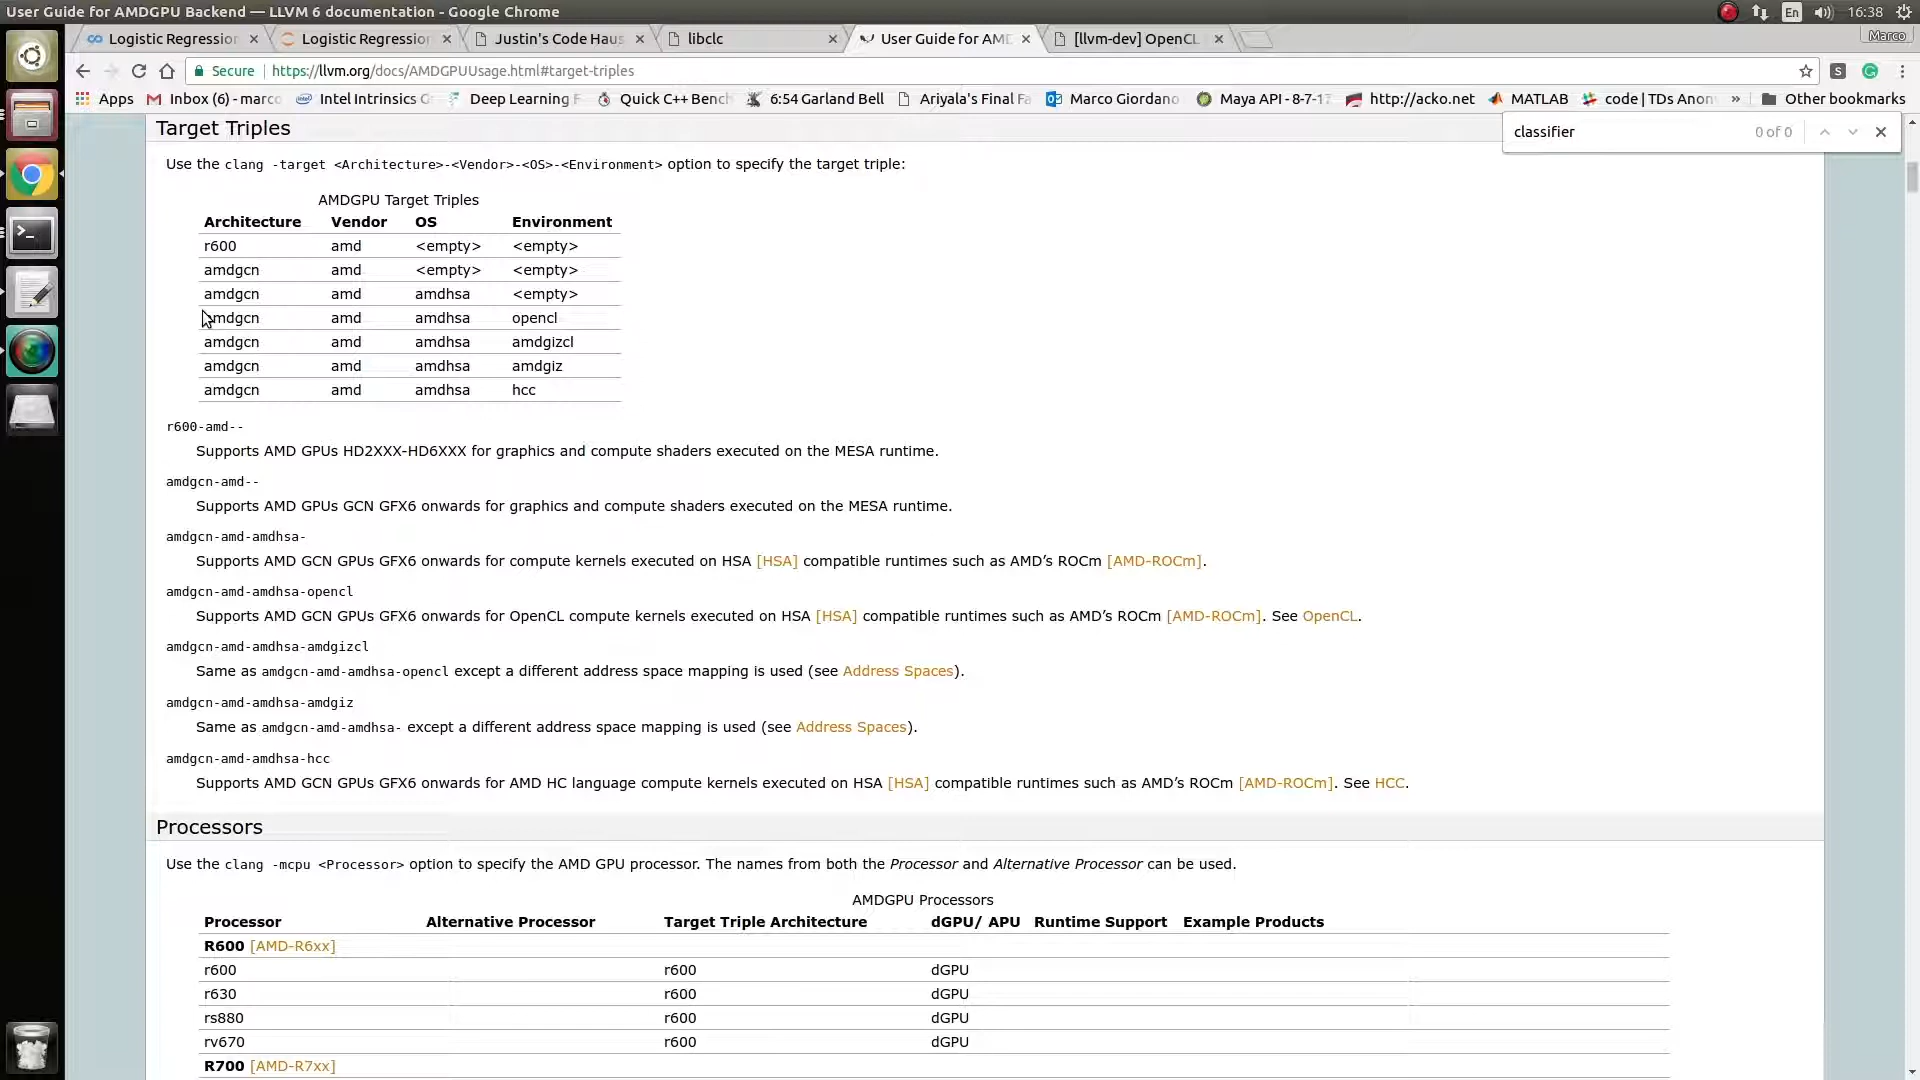 User Guide for AMDGPU Backend — LLVM 6 documentation - Google Chrome
En
16:38
Logistic Regression
Logistic Regression
Justin's Code Haus
libclc
User Guide for AMD
[llvm-dev] OpenCL
Marco
Secure
https://llvm.org/docs/AMDGPUUsage.html#target-triples
S
Apps
Inbox (6) - marco
Intel Intrinsics G
Deep Learning F
Quick C++ Bench
6:54 Garland Bell
Ariyala's Final Fa
Marco Giordano
Maya API - 8-7-17
http://acko.net
MATLAB
code | TDs Anon
»
Other bookmarks
classifier
0 of 0
Target Triples
Use the clang -target <Architecture>-<Vendor>-<OS>-<Environment> option to specify the target triple:
AMDGPU Target Triples
Architecture Vendor OS Environment
r600 amd <empty> <empty>
amdgcn amd <empty> <empty>
amdgcn amd amdhsa <empty>
amdgcn amd amdhsa opencl
amdgcn amd amdhsa amdgizcl
amdgcn amd amdhsa amdgiz
amdgcn amd amdhsa hcc
r600-amd--
Supports AMD GPUs HD2XXX-HD6XXX for graphics and compute shaders executed on the MESA runtime.
amdgcn-amd--
Supports AMD GPUs GCN GFX6 onwards for graphics and compute shaders executed on the MESA runtime.
amdgcn-amd-amdhsa-
Supports AMD GCN GPUs GFX6 onwards for compute kernels executed on HSA [HSA] compatible runtimes such as AMD’s ROCm [AMD-ROCm].
amdgcn-amd-amdhsa-opencl
Supports AMD GCN GPUs GFX6 onwards for OpenCL compute kernels executed on HSA [HSA] compatible runtimes such as AMD’s ROCm [AMD-ROCm]. See OpenCL.
amdgcn-amd-amdhsa-amdgizcl
Same as amdgcn-amd-amdhsa-opencl except a different address space mapping is used (see Address Spaces).
amdgcn-amd-amdhsa-amdgiz
Same as amdgcn-amd-amdhsa- except a different address space mapping is used (see Address Spaces).
amdgcn-amd-amdhsa-hcc
Supports AMD GCN GPUs GFX6 onwards for AMD HC language compute kernels executed on HSA [HSA] compatible runtimes such as AMD’s ROCm [AMD-ROCm]. See HCC.
Processors
Use the clang -mcpu <Processor> option to specify the AMD GPU processor. The names from both the Processor and Alternative Processor can be used.
AMDGPU Processors
Processor Alternative Processor Target Triple Architecture dGPU/ APU Runtime Support Example Products
R600 [AMD-R6xx]
r600 r600 dGPU
r630 r600 dGPU
rs880 r600 dGPU
rv670 r600 dGPU
R700 [AMD-R7xx]